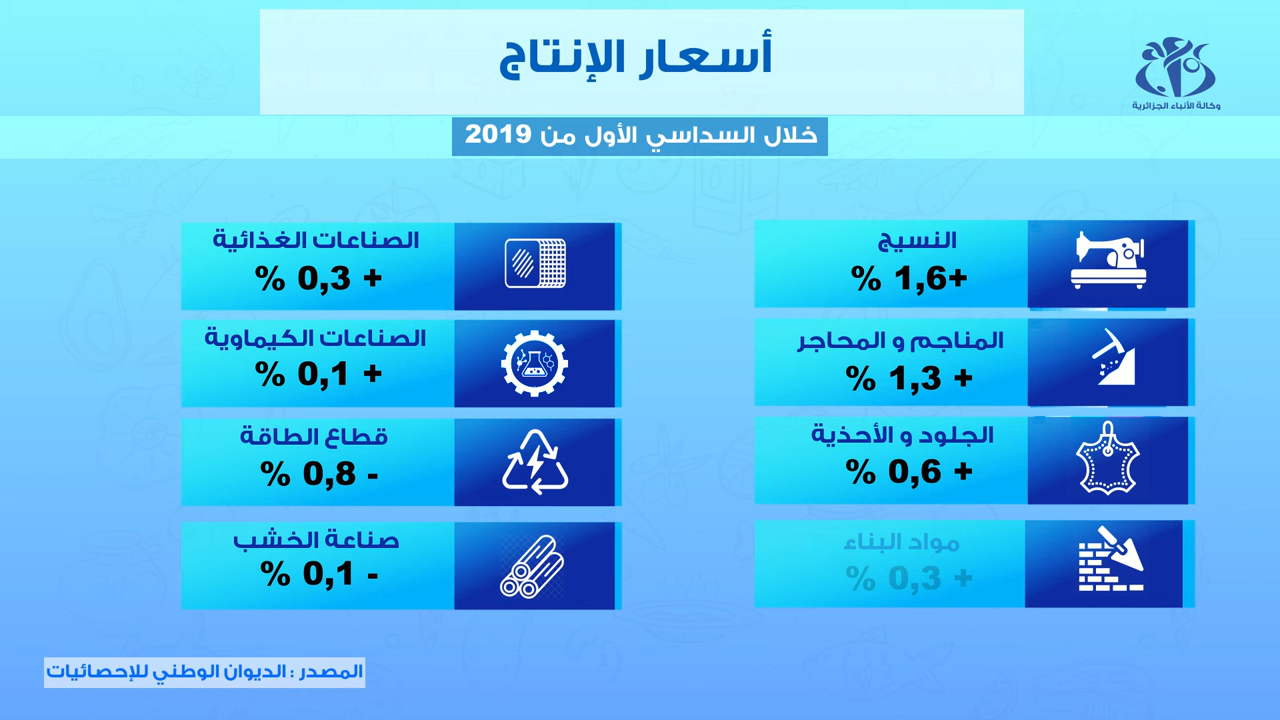 أسعار الإنتاج
وكالة الأنباء الجزائرية
خلال السداسي الأول من 2019
النسيج
+1,6 %
المناجم و المحاجر
+ 1,3 %
الجلود و الأحذية
+ 0,6 %
مواد البناء
+ 0,3 %
الصناعات الغذائية
+ 0,3 %
الصناعات الكيماوية
+ 0,1 %
قطاع الطاقة
- 0,8 %
صناعة الخشب
- 0,1 %
المصدر : الديوان الوطني للإحصائيات